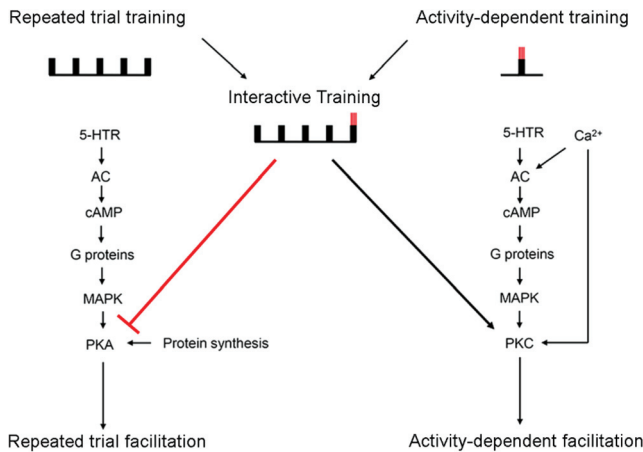 Repeated trial training
Activity-dependent training
Interactive Training
5-HTR
AC
cAMP
G proteins
MAPK
PKA
Protein synthesis
Repeated trial facilitation
5-HTR
Ca²⁺
AC
cAMP
G proteins
MAPK
PKC
Activity-dependent facilitation